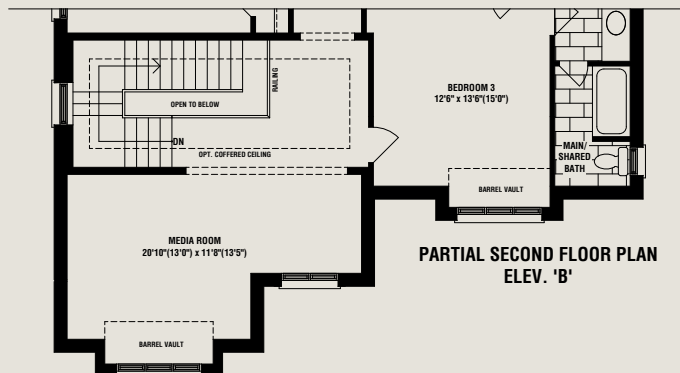 RAILING
OPEN TO BELOW
DN
OPT. COFFERED CEILING
BEDROOM 3
12'6" x 13'6"(15'0")
MAIN/
SHARED
BATH
BARREL VAULT
MEDIA ROOM
20'10"(13'0") x 11'8"(13'5")
BARREL VAULT
PARTIAL SECOND FLOOR PLAN
ELEV. 'B'